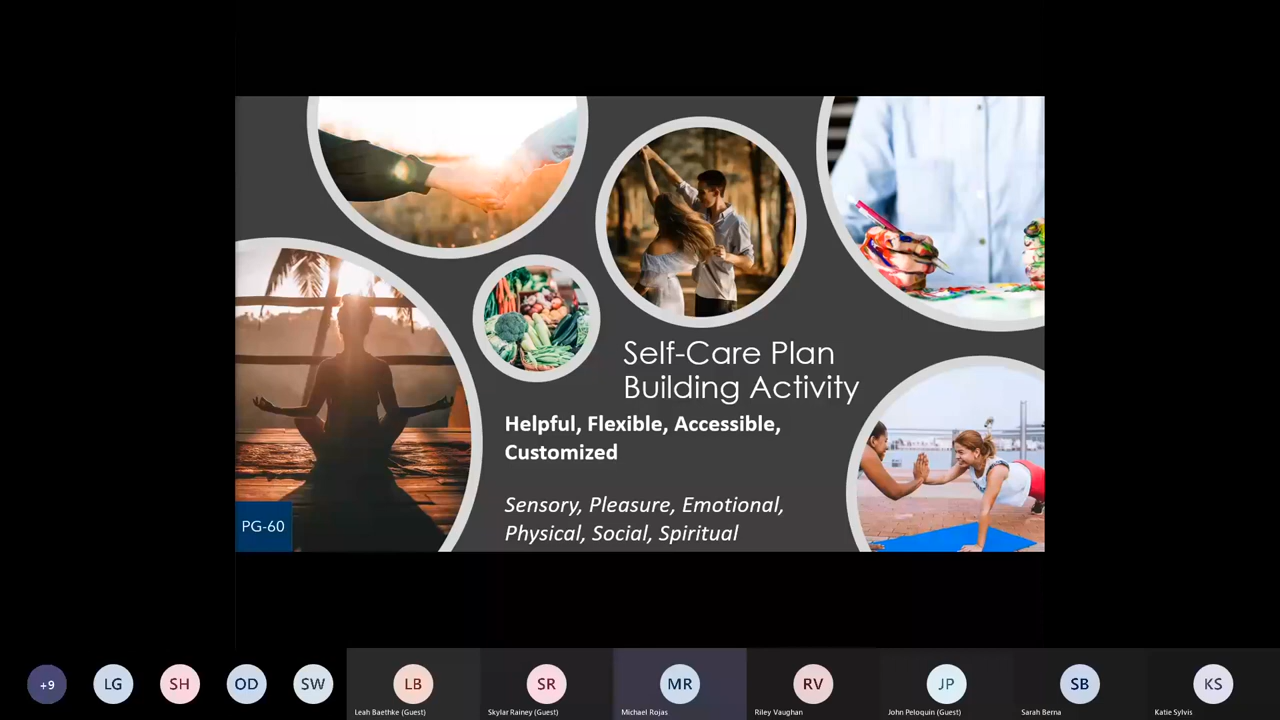 Self-Care Plan
Building Activity
Helpful, Flexible, Accessible,
Customized
Sensory, Pleasure, Emotional,
Physical, Social, Spiritual
PG-60
+9
LG
SH
OD
SW
LB
SR
MR
RV
JP
SB
KS
Leah Baethke (Guest)
Skylar Rainey (Guest)
Michael Rojas
Riley Vaughan
John Peloquin (Guest)
Sarah Berna
Katie Sylvis